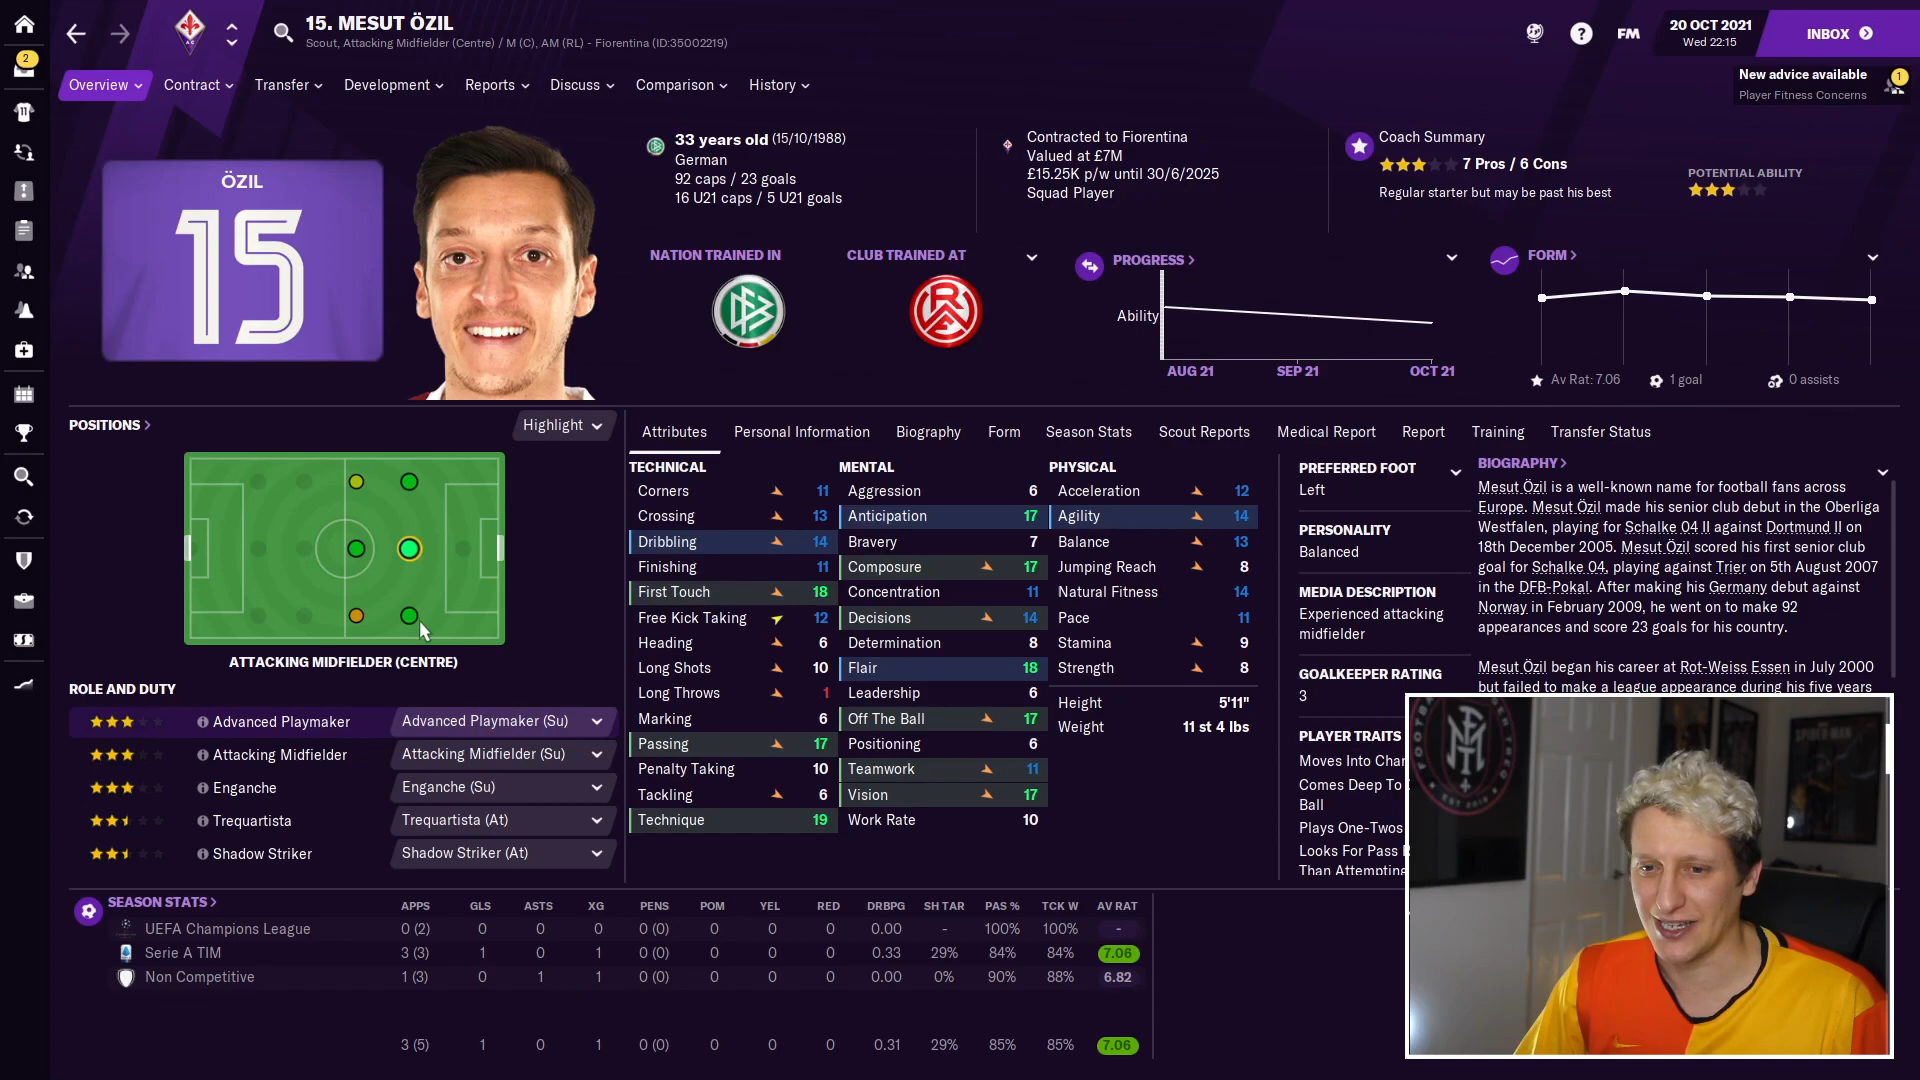 2
15. MESUT ÖZIL
Scout, Attacking Midfielder (Centre) / M (C), AM (RL) - Fiorentina (ID:35002219)
? FM
20 OCT 2021
Wed 22:15
INBOX
Overview Contract Transfer Development Reports Discuss Comparison History
New advice available
Player Fitness Concerns
1
ÖZIL
15
33 years old (15/10/1988)
German
92 caps / 23 goals
16 U21 caps / 5 U21 goals
Contracted to Fiorentina
Valued at £7M
£15.25K p/w until 30/6/2025
Squad Player
Coach Summary
7 Pros / 6 Cons
Regular starter but may be past his best
POTENTIAL ABILITY
NATION TRAINED IN
CLUB TRAINED AT
PROGRESS
Ability
AUG 21 SEP 21 OCT 21
FORM
Av Rat: 7.06 1 goal 0 assists
POSITIONS
Highlight
ATTACKING MIDFIELDER (CENTRE)
ROLE AND DUTY
Advanced Playmaker Advanced Playmaker (Su)
Attacking Midfielder Attacking Midfielder (Su)
Enganche Enganche (Su)
Trequartista Trequartista (At)
Shadow Striker Shadow Striker (At)
Attributes Personal Information Biography Form Season Stats Scout Reports Medical Report Report Training Transfer Status
TECHNICAL
Corners 11
Crossing 13
Dribbling 14
Finishing 11
First Touch 18
Free Kick Taking 12
Heading 6
Long Shots 10
Long Throws 1
Marking 6
Passing 17
Penalty Taking 10
Tackling 6
Technique 19
MENTAL
Aggression 6
Anticipation 17
Bravery 7
Composure 17
Concentration 11
Decisions 14
Determination 8
Flair 18
Leadership 6
Off The Ball 17
Positioning 6
Teamwork 11
Vision 17
Work Rate 10
PHYSICAL
Acceleration 12
Agility 14
Balance 13
Jumping Reach 8
Natural Fitness 14
Pace 11
Stamina 9
Strength 8
Height 5'11"
Weight 11 st 4 lbs
PREFERRED FOOT
Left
PERSONALITY
Balanced
MEDIA DESCRIPTION
Experienced attacking
midfielder
GOALKEEPER RATING
3
PLAYER TRAITS
Moves Into Char
Comes Deep To
Ball
Plays One-Twos
Looks For Pass
Than Attempting
BIOGRAPHY
Mesut Özil is a well-known name for football fans across
Europe. Mesut Özil made his senior club debut in the Oberliga
Westfalen, playing for Schalke 04 II against Dortmund II on
18th December 2005. Mesut Özil scored his first senior club
goal for Schalke 04, playing against Trier on 5th August 2007
in the DFB-Pokal. After making his Germany debut against
Norway in February 2009, he went on to make 92
appearances and score 23 goals for his country.
Mesut Özil began his career at Rot-Weiss Essen in July 2000
but failed to make a league appearance during his five years
SEASON STATS
APPS GLS ASTS XG PENS POM YEL RED DRBPG SH TAR PAS % TCK W AV RAT
UEFA Champions League 0 (2) 0 0 0 0 (0) 0 0 0 0.00 - 100% 100% -
Serie A TIM 3 (3) 1 0 1 0 (0) 0 0 0 0.33 29% 84% 84% 7.06
Non Competitive 1 (3) 0 1 1 0 (0) 0 0 0 0.00 0% 90% 88% 6.82
3 (5) 1 0 1 0 (0) 0 0 0 0.31 29% 85% 85% 7.06